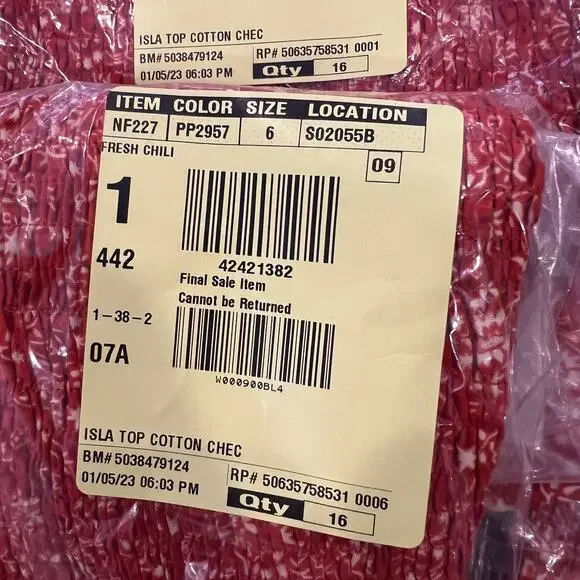 ISLA TOP COTTON CHEC
BM# 5038479124 RP# 50635758531 0001
01/05/23 06:03 PM Qty 16
ITEM COLOR SIZE LOCATION
NF227 PP2957 6 S02055B
FRESH CHILI 09
1
442
42421382
Final Sale Item
Cannot be Returned
1-38-2
07A
W000900BL4
ISLA TOP COTTON CHEC
BM# 5038479124 RP# 50635758531 0006
01/05/23 06:03 PM Qty 16